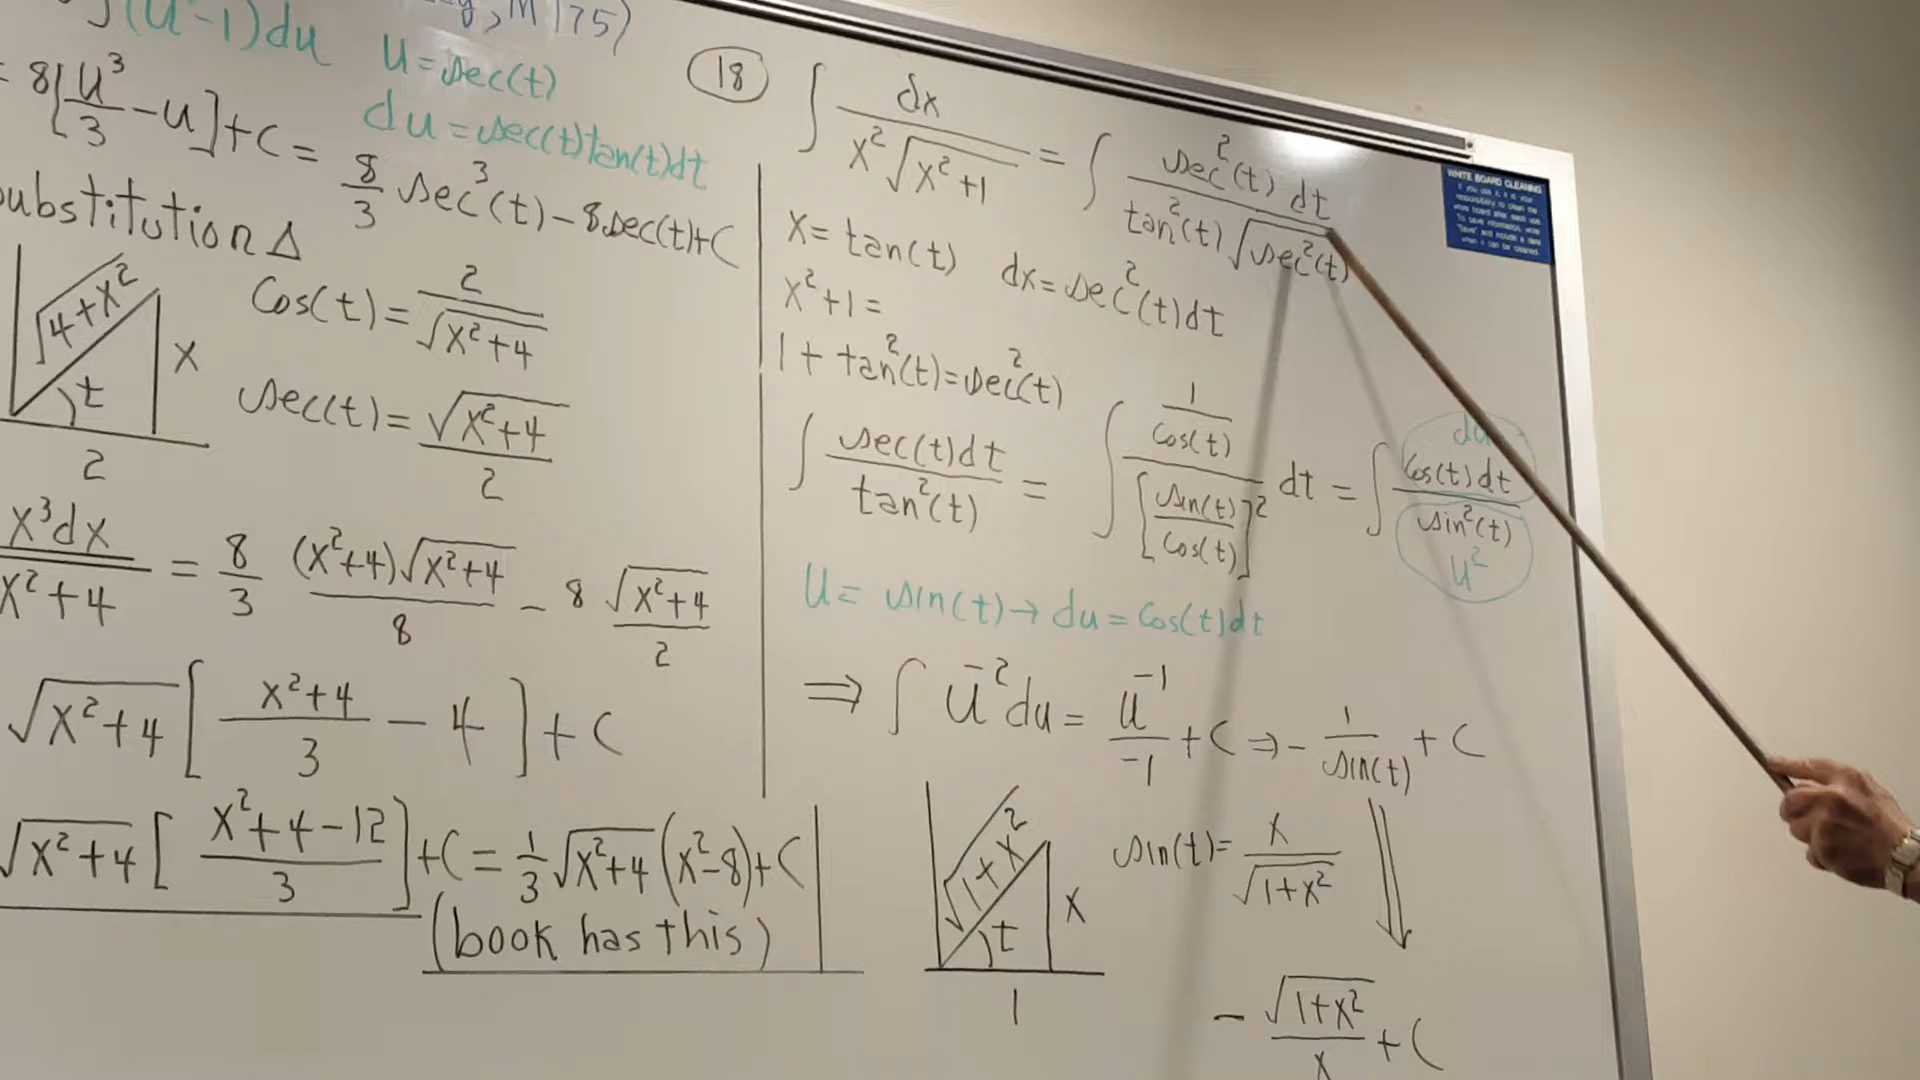 ∫(u²-1)du
, M 175)
= 8[u³/3 - u] + C =
u = sec(t)
du = sec(t)tan(t)dt
8/3 sec³(t) - 8sec(t) + C
substitution Δ
√4+x²
x
t
2
cos(t) = 2/√x²+4
sec(t) = √x²+4/2
x³dx/x²+4 = 8/3 (x²+4)√x²+4/8 - 8 √x²+4/2
√x²+4 [x²+4/3 - 4] + C
√x²+4 [x²+4-12/3] + C = 1/3 √x²+4 (x²-8) + C
(book has this)
18 ∫ dx/x²√x²+1 = ∫ sec²(t) dt/tan²(t)√sec²(t)
x = tan(t) dx = sec²(t)dt
x²+1 =
1 + tan²(t) = sec²(t)
∫ sec(t)dt/tan²(t) = ∫ 1/cos(t)/[sin(t)/cos(t)]² dt = ∫ cos(t)dt/sin²(t)
du
u²
u = sin(t) → du = cos(t)dt
⇒ ∫ u⁻²du = u⁻¹/-1 + C ⇒ - 1/sin(t) + C
√1+x²
x
t
1
sin(t) = x/√1+x²
- √1+x²/x + C
WHITE BOARD CLEANING